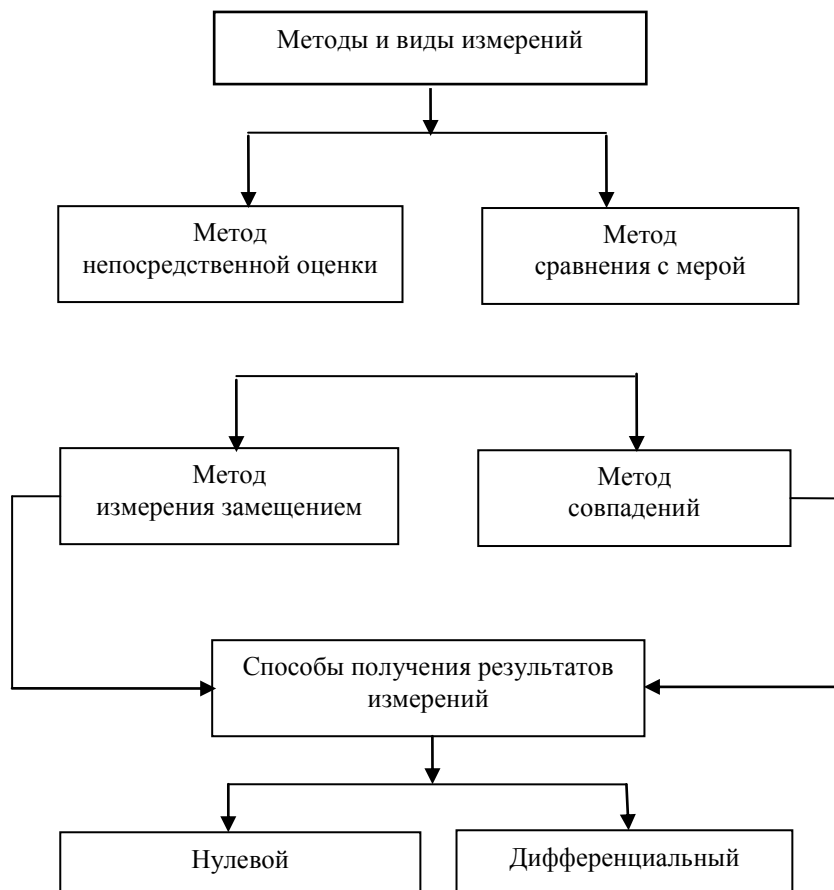 Методы и виды измерений
Метод
непосредственной оценки
Метод
сравнения с мерой
Метод
измерения замещением
Метод
совпадений
Способы получения результатов
измерений
Нулевой
Дифференциальный